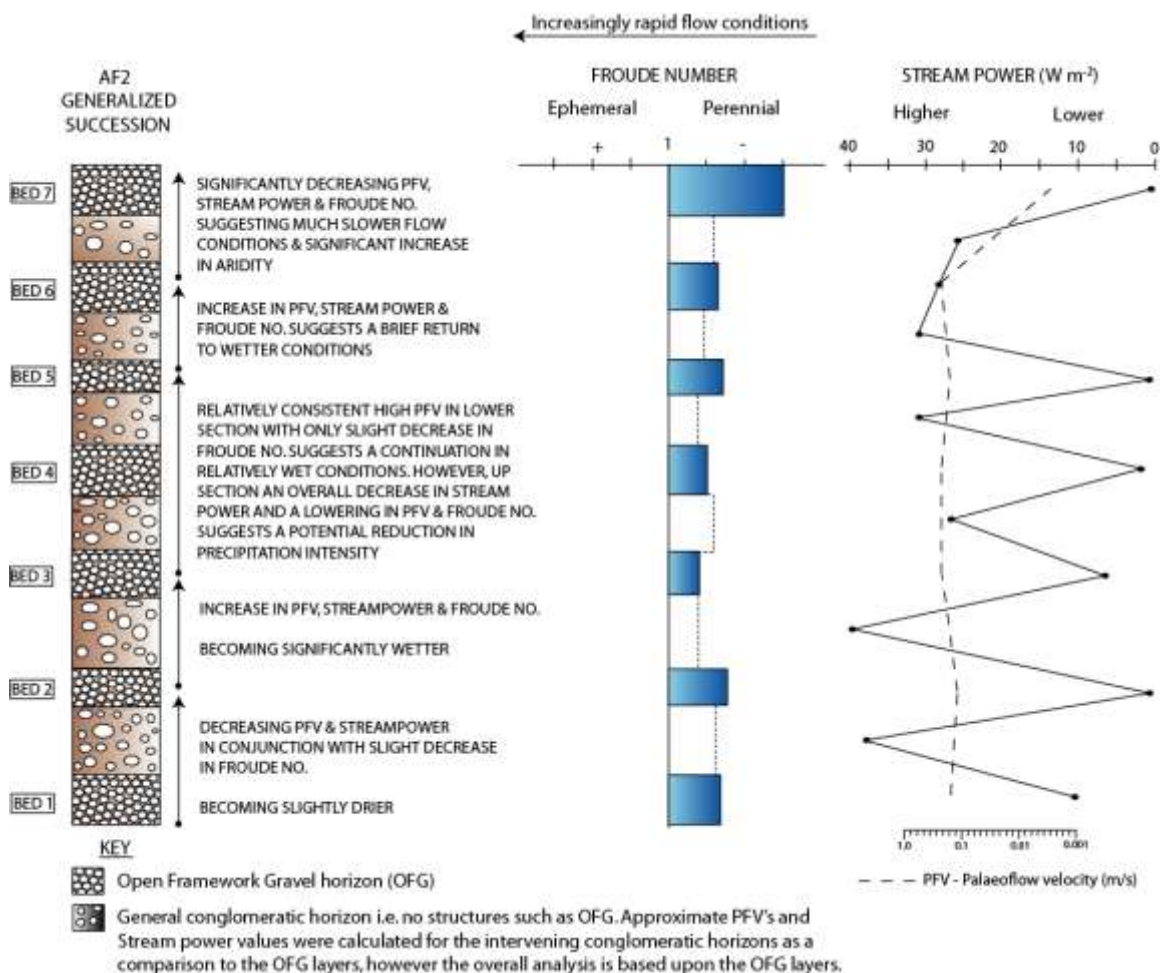 Increasingly rapid flow conditions
AF2
GENERALIZED
SUCCESSION
FROUDE NUMBER
Ephemeral Perennial
+ 1 -
STREAM POWER (W m-2)
Higher Lower
40 30 20 10 0
BED 7
SIGNIFICANTLY DECREASING PFV,
STREAM POWER & FROUDE NO.
SUGGESTING MUCH SLOWER FLOW
CONDITIONS & SIGNIFICANT INCREASE
IN ARIDITY
BED 6
INCREASE IN PFV, STREAM POWER &
FROUDE NO. SUGGESTS A BRIEF RETURN
TO WETTER CONDITIONS
BED 5
RELATIVELY CONSISTENT HIGH PFV IN LOWER
SECTION WITH ONLY SLIGHT DECREASE IN
FROUDE NO. SUGGESTS A CONTINUATION IN
RELATIVELY WET CONDITIONS. HOWEVER, UP
SECTION AN OVERALL DECREASE IN STREAM
POWER AND A LOWERING IN PFV & FROUDE NO.
SUGGESTS A POTENTIAL REDUCTION IN
PRECIPITATION INTENSITY
BED 4
BED 3
INCREASE IN PFV, STREAMPOWER & FROUDE NO.
BECOMING SIGNIFICANTLY WETTER
BED 2
DECREASING PFV & STREAMPOWER
IN CONJUNCTION WITH SLIGHT DECREASE
IN FROUDE NO.
BED 1
BECOMING SLIGHTLY DRIER
1.0 0.1 0.01 0.001
PFV - Palaeoflow velocity (m/s)
KEY
Open Framework Gravel horizon (OFG)
General conglomeratic horizon i.e. no structures such as OFG. Approximate PFV's and
Stream power values were calculated for the intervening conglomeratic horizons as a
comparison to the OFG layers, however the overall analysis is based upon the OFG layers.